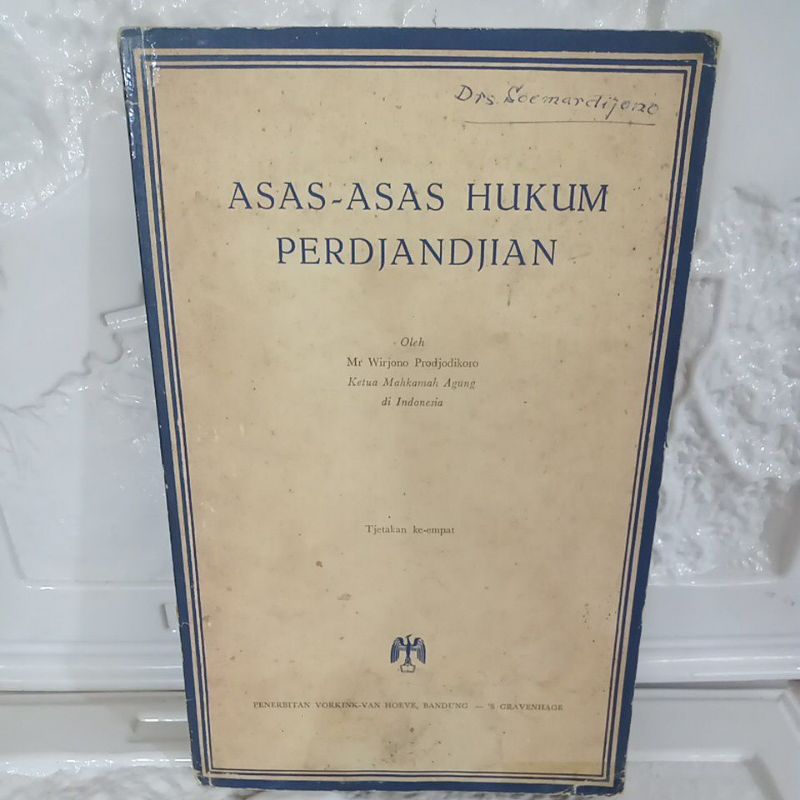 Drs. Soemardijono
ASAS-ASAS HUKUM
PERDJANDJIAN
Oleh
Mr Wirjono Prodjodikoro
Ketua Mahkamah Agung
di Indonesia
Tjetakan ke-empat
PENERBITAN VORKINK-VAN HOEVE, BANDUNG — 'S GRAVENHAGE